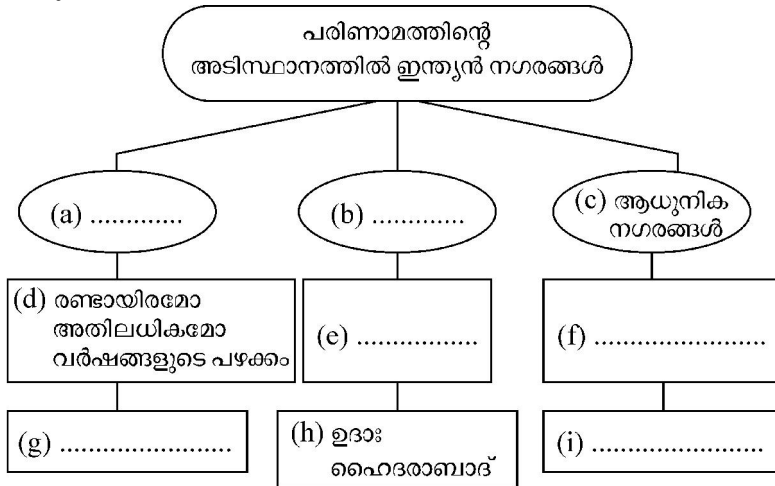 പരിണാമത്തിന്റെ
അടിസ്ഥാനത്തിൽ ഇന്ത്യൻ നഗരങ്ങൾ
(a) .............
(b) .............
(c) ആധുനിക
നഗരങ്ങൾ
(d) രണ്ടായിരമോ
അതിലധികമോ
വർഷങ്ങളുടെ പഴക്കം
(e) .................
(f) ........................
(g) ........................
(h) ഉദാഃ
ഹൈദരാബാദ്
(i) ........................